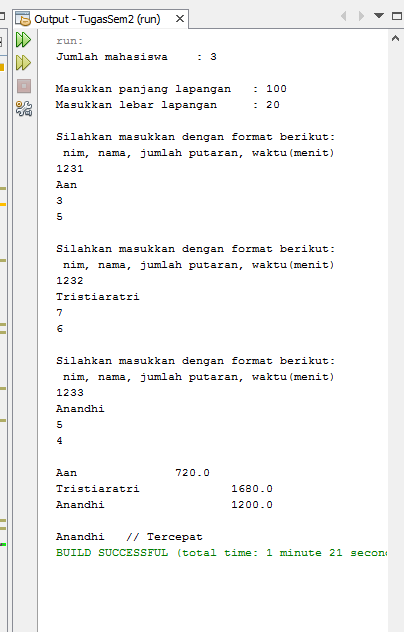 Output - TugasSem2 (run)
run:
Jumlah mahasiswa    : 3
Masukkan panjang lapangan   : 100
Masukkan lebar lapangan     : 20
Silahkan masukkan dengan format berikut:
nim, nama, jumlah putaran, waktu(menit)
1231
Aan
3
5
Silahkan masukkan dengan format berikut:
nim, nama, jumlah putaran, waktu(menit)
1232
Tristiaratri
7
6
Silahkan masukkan dengan format berikut:
nim, nama, jumlah putaran, waktu(menit)
1233
Anandhi
5
4
Aan              720.0
Tristiaratri             1680.0
Anandhi                  1200.0
Anandhi   // Tercepat
BUILD SUCCESSFUL (total time: 1 minute 21 secon